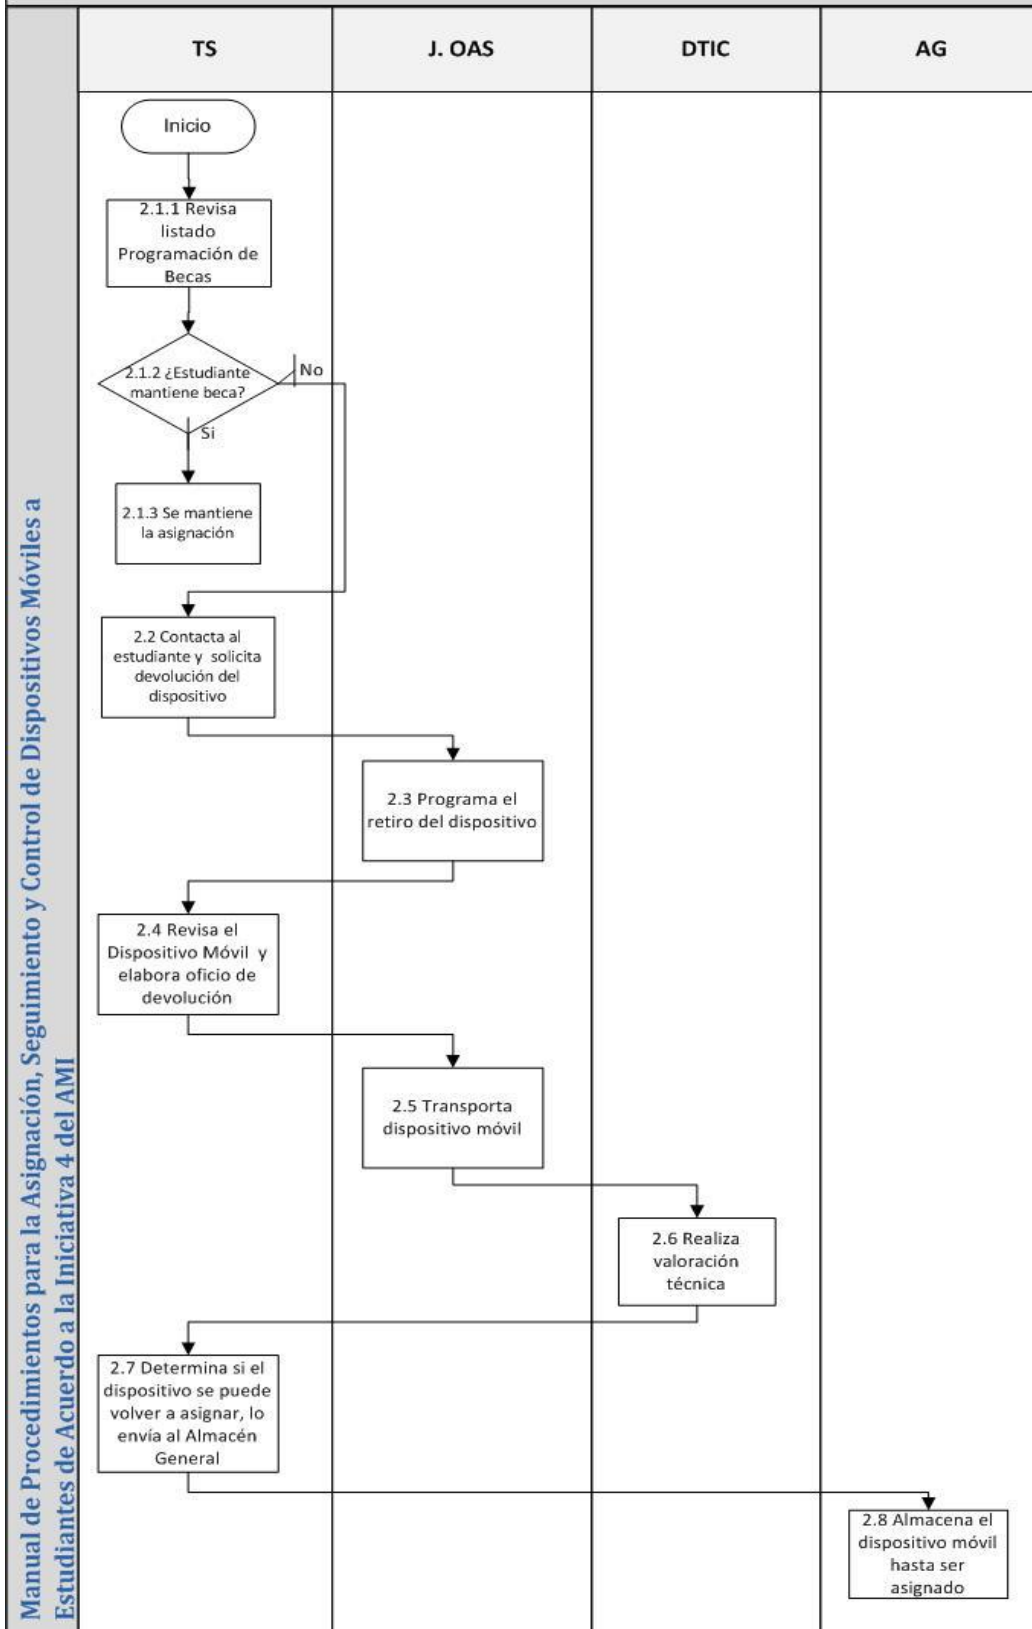 Manual de Procedimientos para la Asignación, Seguimiento y Control de Dispositivos Móviles a
Estudiantes de Acuerdo a la Iniciativa 4 del AMI
TS
J. OAS
DTIC
AG
Inicio
2.1.1 Revisa
listado
Programación de
Becas
2.1.2 ¿Estudiante
mantiene beca?
No
Si
2.1.3 Se mantiene
la asignación
2.2 Contacta al
estudiante y solicita
devolución del
dispositivo
2.3 Programa el
retiro del dispositivo
2.4 Revisa el
Dispositivo Móvil y
elabora oficio de
devolución
2.5 Transporta
dispositivo móvil
2.6 Realiza
valoración
técnica
2.7 Determina si el
dispositivo se puede
volver a asignar, lo
envía al Almacén
General
2.8 Almacena el
dispositivo móvil
hasta ser
asignado